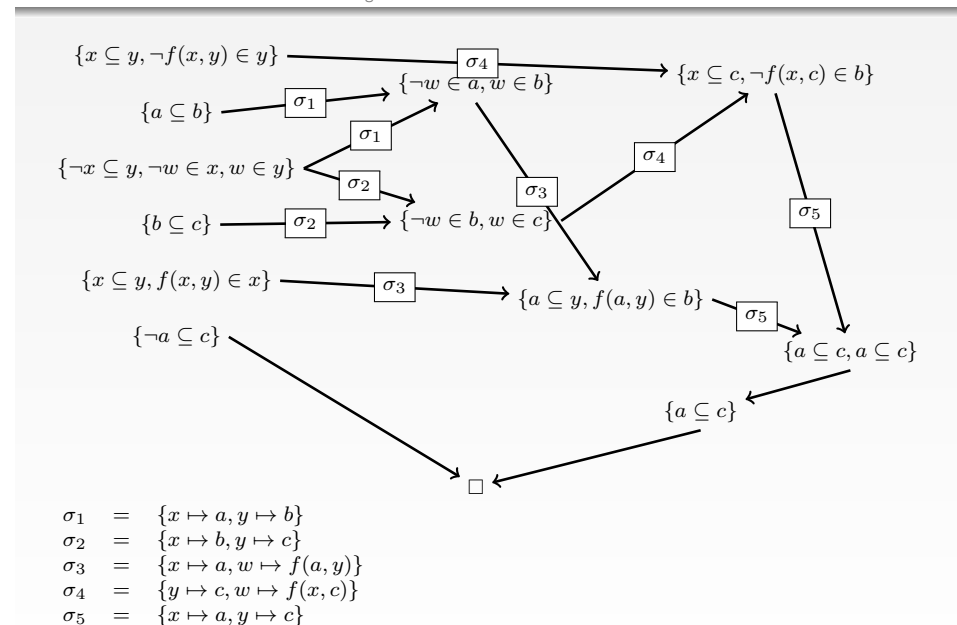 {x ⊆ y, ¬f(x, y) ∈ y}
σ4
{x ⊆ c, ¬f(x, c) ∈ b}
{¬w ∈ a, w ∈ b}
{a ⊆ b}
σ1
σ1
{¬x ⊆ y, ¬w ∈ x, w ∈ y}
σ4
σ2
σ3
{b ⊆ c}
σ2
{¬w ∈ b, w ∈ c}
σ5
{x ⊆ y, f(x, y) ∈ x}
σ3
{a ⊆ y, f(a, y) ∈ b}
σ5
{¬a ⊆ c}
{a ⊆ c, a ⊆ c}
{a ⊆ c}
□
σ1 = {x ↦ a, y ↦ b}
σ2 = {x ↦ b, y ↦ c}
σ3 = {x ↦ a, w ↦ f(a, y)}
σ4 = {y ↦ c, w ↦ f(x, c)}
σ5 = {x ↦ a, y ↦ c}